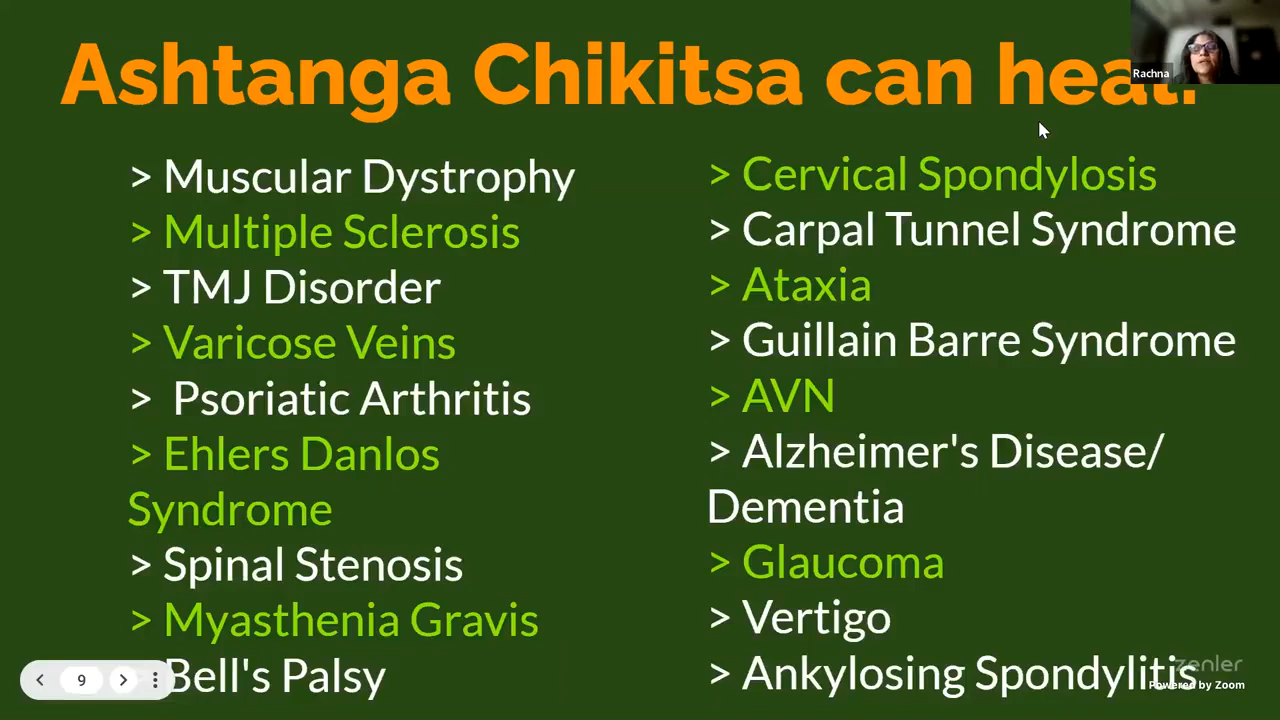 Ashtanga Chikitsa can heal:
Rachna
> Muscular Dystrophy
> Multiple Sclerosis
> TMJ Disorder
> Varicose Veins
> Psoriatic Arthritis
> Ehlers Danlos
Syndrome
> Spinal Stenosis
> Myasthenia Gravis
Bell's Palsy
> Cervical Spondylosis
> Carpal Tunnel Syndrome
> Ataxia
> Guillain Barre Syndrome
> AVN
> Alzheimer's Disease/
Dementia
> Glaucoma
> Vertigo
> Ankylosing Spondylitis
9
zenler
Powered by Zoom